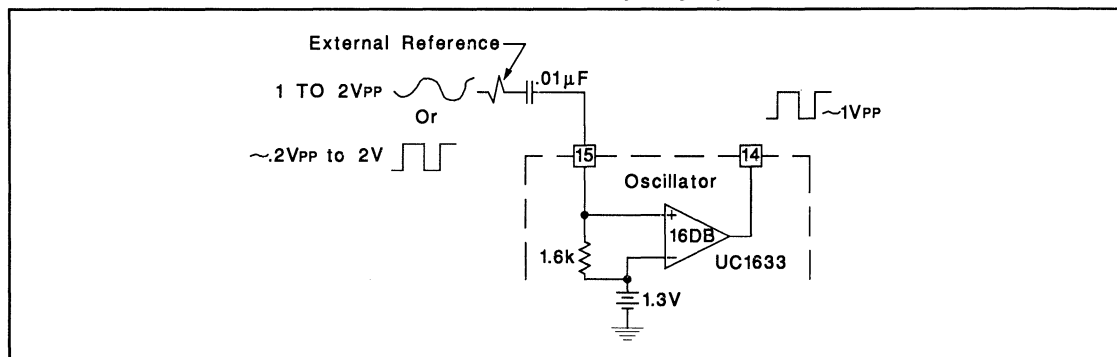 External Reference
.01µF
1 TO 2VPP
Or
~.2VPP to 2V
~1VPP
15
14
Oscillator
+
16DB
−
1.6k
UC1633
1.3V